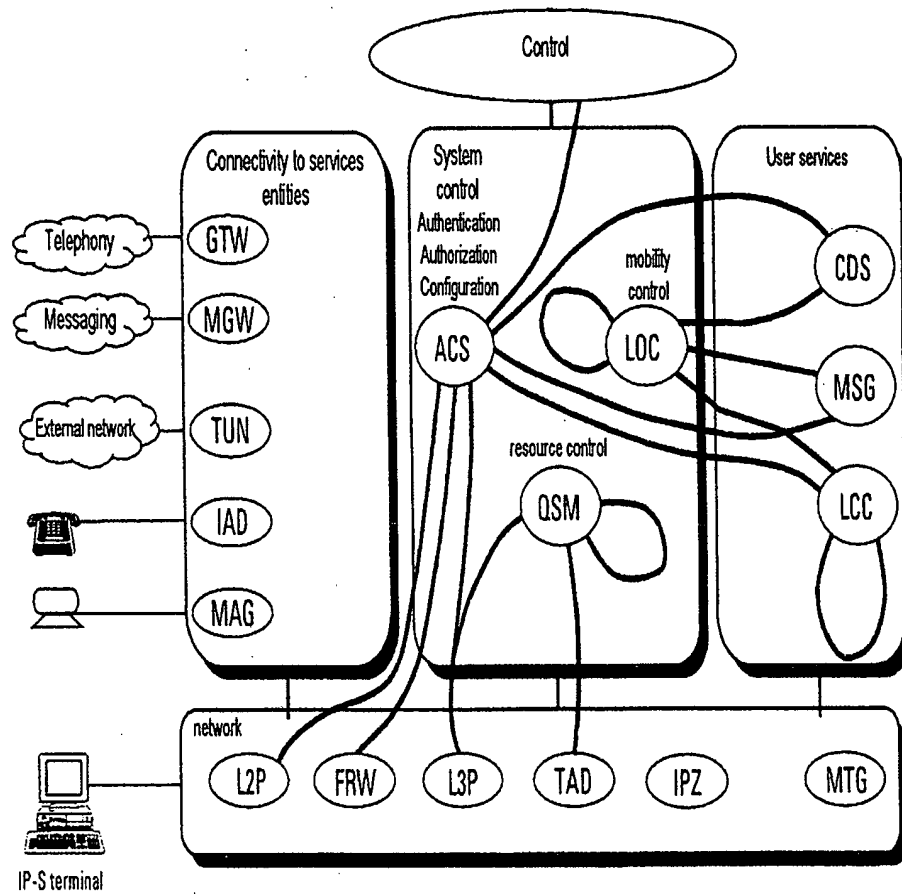 Control
Connectivity to services
entities
System
control
Authentication
Authorization
Configuration
User services
Telephony
GTW
mobility
control
CDS
Messaging
MGW
ACS
LOC
MSG
External network
TUN
resource control
QSM
LCC
IAD
MAG
network
L2P
FRW
L3P
TAD
IPZ
MTG
IP-S terminal